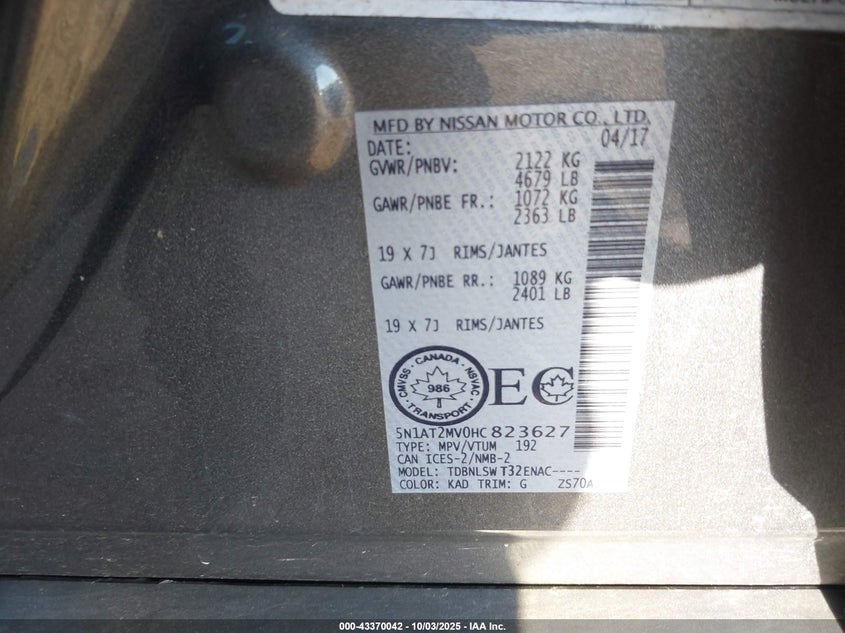 MFD BY NISSAN MOTOR CO., LTD.
DATE: 04/17
GVWR/PNBV: 2122 KG
4679 LB
GAWR/PNBE FR.: 1072 KG
2363 LB
19 X 7J RIMS/JANTES
GAWR/PNBE RR.: 1089 KG
2401 LB
19 X 7J RIMS/JANTES
CANADA
CMVSS · NSVAC
986
TRANSPORT
EC
5N1AT2MV0HC823627
TYPE: MPV/VTUM 192
CAN ICES-2/NMB-2
MODEL: TDBNLSW T32ENAC----
COLOR: KAD TRIM: G ZS70A
000-43370042 - 10/03/2025 - IAA Inc.